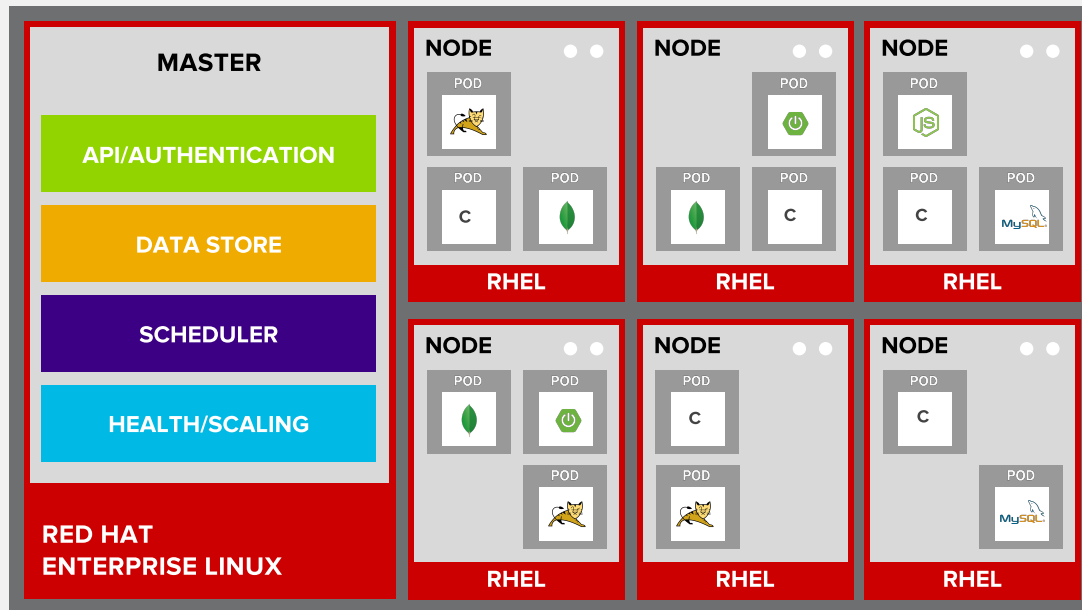 MASTER
API/AUTHENTICATION
DATA STORE
SCHEDULER
HEALTH/SCALING
RED HAT
ENTERPRISE LINUX
NODE
POD
POD
POD
C
RHEL
NODE
POD
POD
POD
C
RHEL
NODE
POD
JS
POD
POD
C
MySQL
RHEL
NODE
POD
POD
POD
RHEL
NODE
POD
C
POD
RHEL
NODE
POD
C
POD
MySQL
RHEL